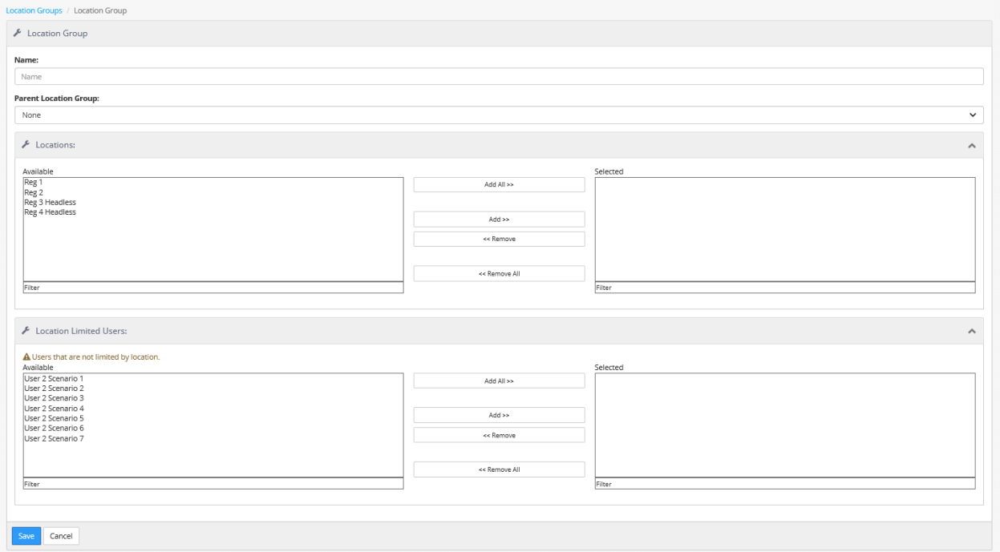 Location Groups / Location Group
Location Group
Name:
Name
Parent Location Group:
None
Locations:
Available
Reg 1
Reg 2
Reg 3 Headless
Reg 4 Headless
Filter
Add All >>
Add >>
<< Remove
<< Remove All
Selected
Filter
Location Limited Users:
Users that are not limited by location.
Available
User 2 Scenario 1
User 2 Scenario 2
User 2 Scenario 3
User 2 Scenario 4
User 2 Scenario 5
User 2 Scenario 6
User 2 Scenario 7
Filter
Add All >>
Add >>
<< Remove
<< Remove All
Selected
Filter
Save Cancel